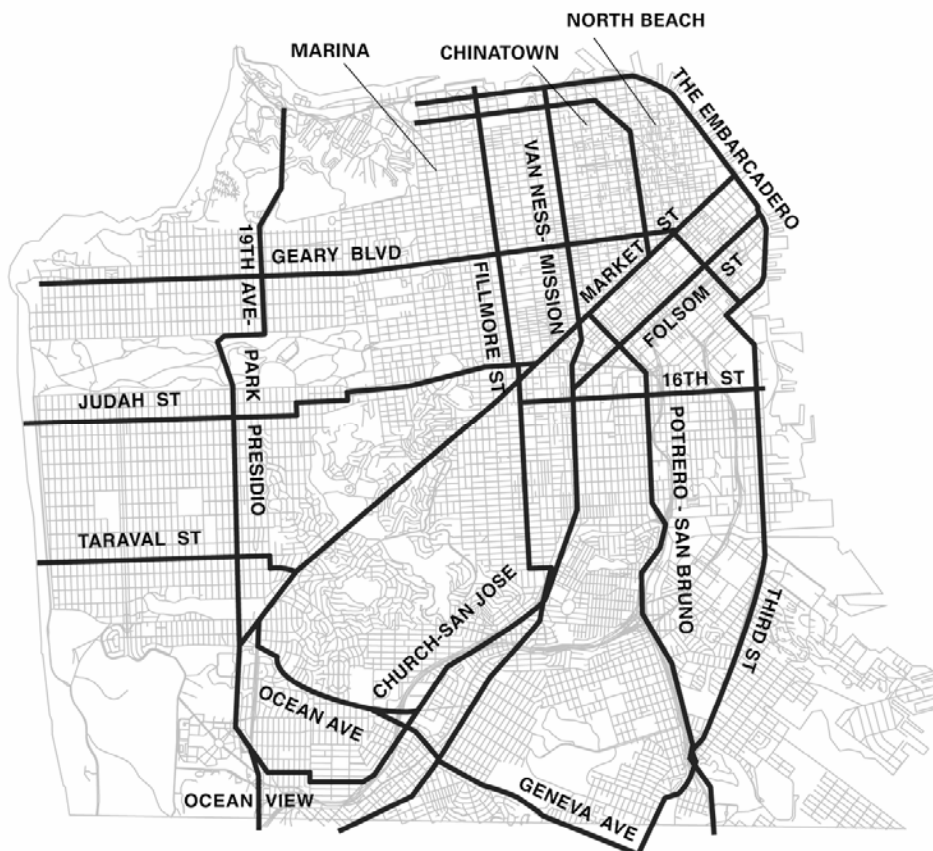 NORTH BEACH
MARINA
CHINATOWN
THE EMBARCADERO
VAN NESS-MISSION
19TH AVE-PARK PRESIDIO
GEARY BLVD
MARKET ST
FILLMORE ST
FOLSOM ST
16TH ST
JUDAH ST
POTRERO - SAN BRUNO
TARAVAL ST
CHURCH-SAN JOSE
THIRD ST
OCEAN AVE
OCEAN VIEW
GENEVA AVE